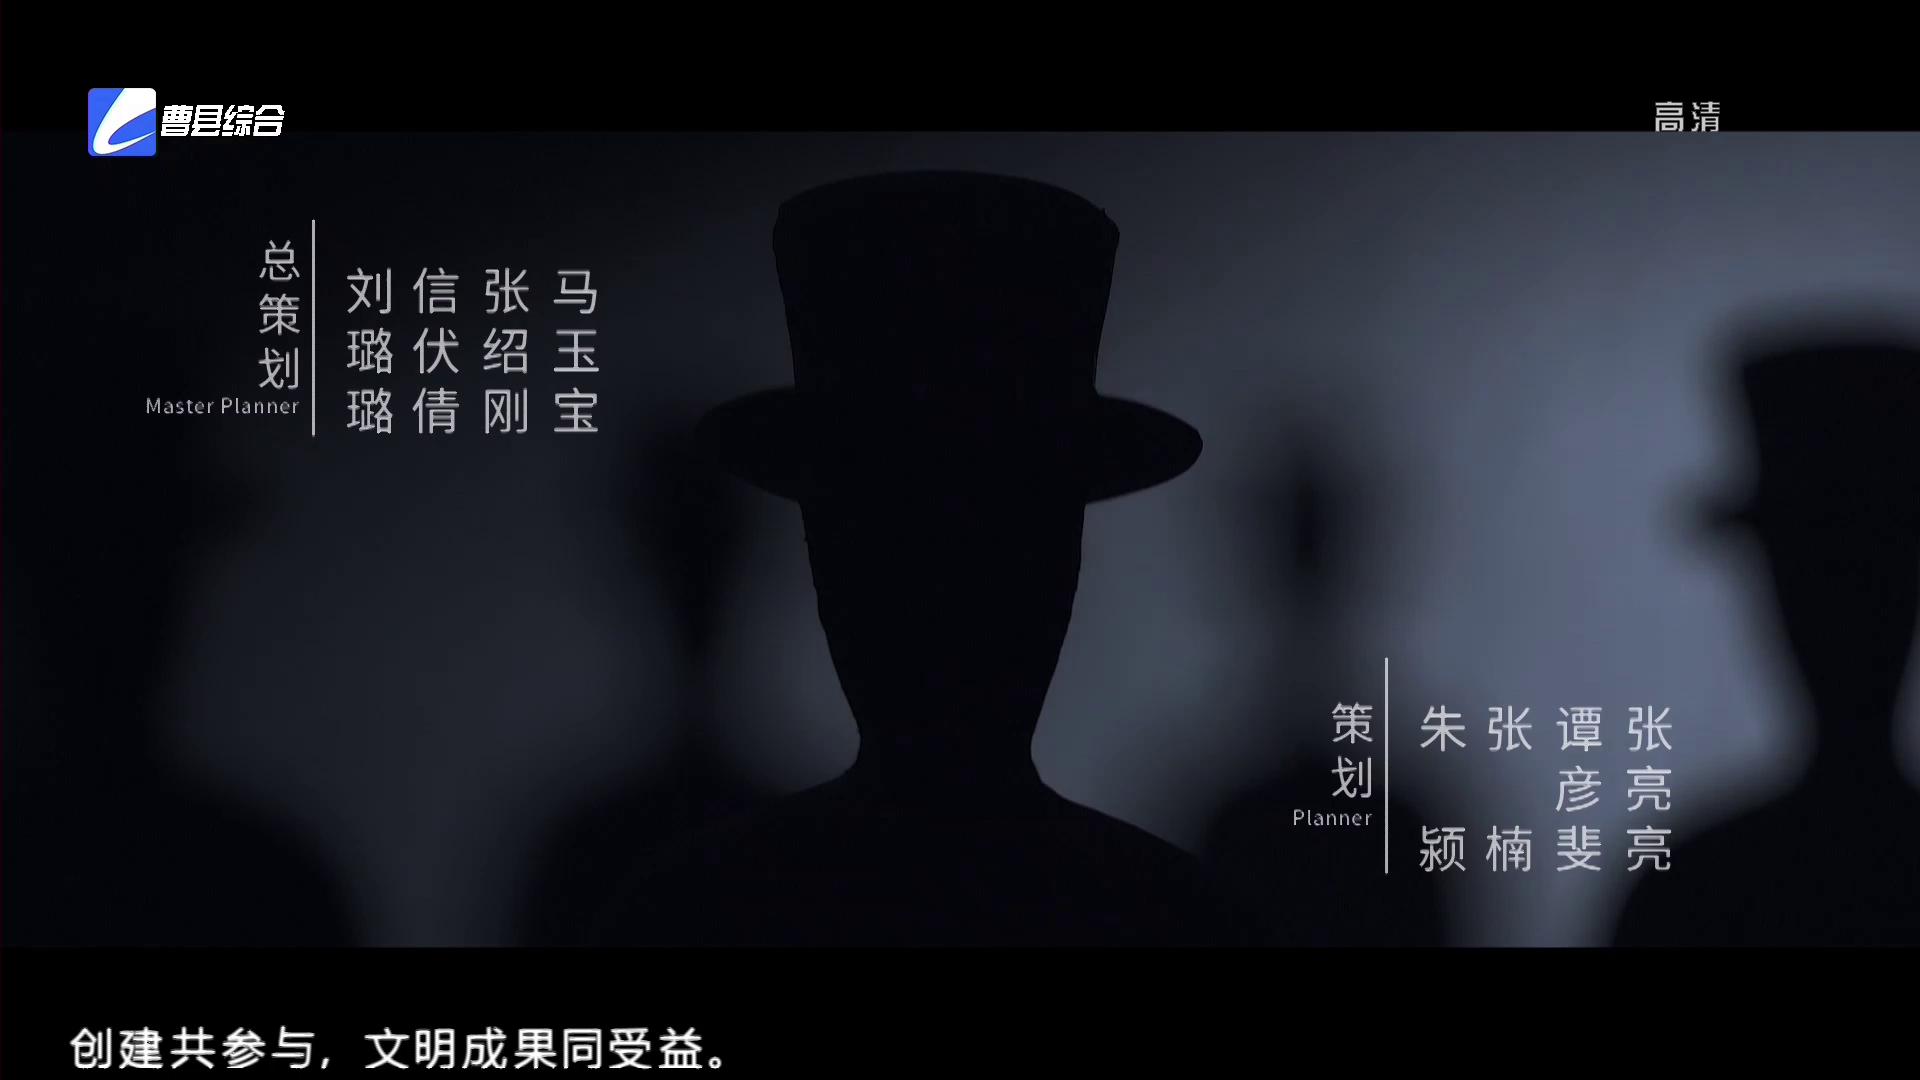 曹县综合
高清
总策划
Master Planner
刘璐璐
信伏倩
张绍刚
马玉宝
策划
Planner
朱颍
张楠
谭彦斐
张亮亮
创建共参与,文明成果同受益。